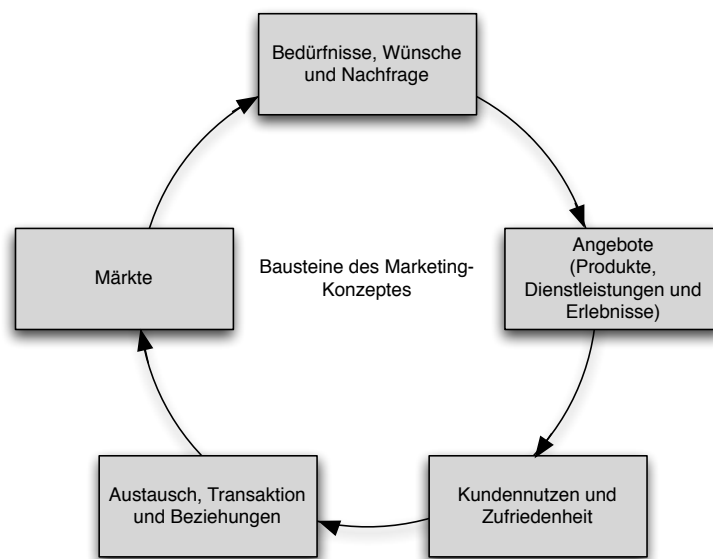 Bedürfnisse, Wünsche
und Nachfrage
Angebote
(Produkte,
Dienstleistungen und
Erlebnisse)
Kundennutzen und
Zufriedenheit
Austausch, Transaktion
und Beziehungen
Märkte
Bausteine des Marketing-
Konzeptes